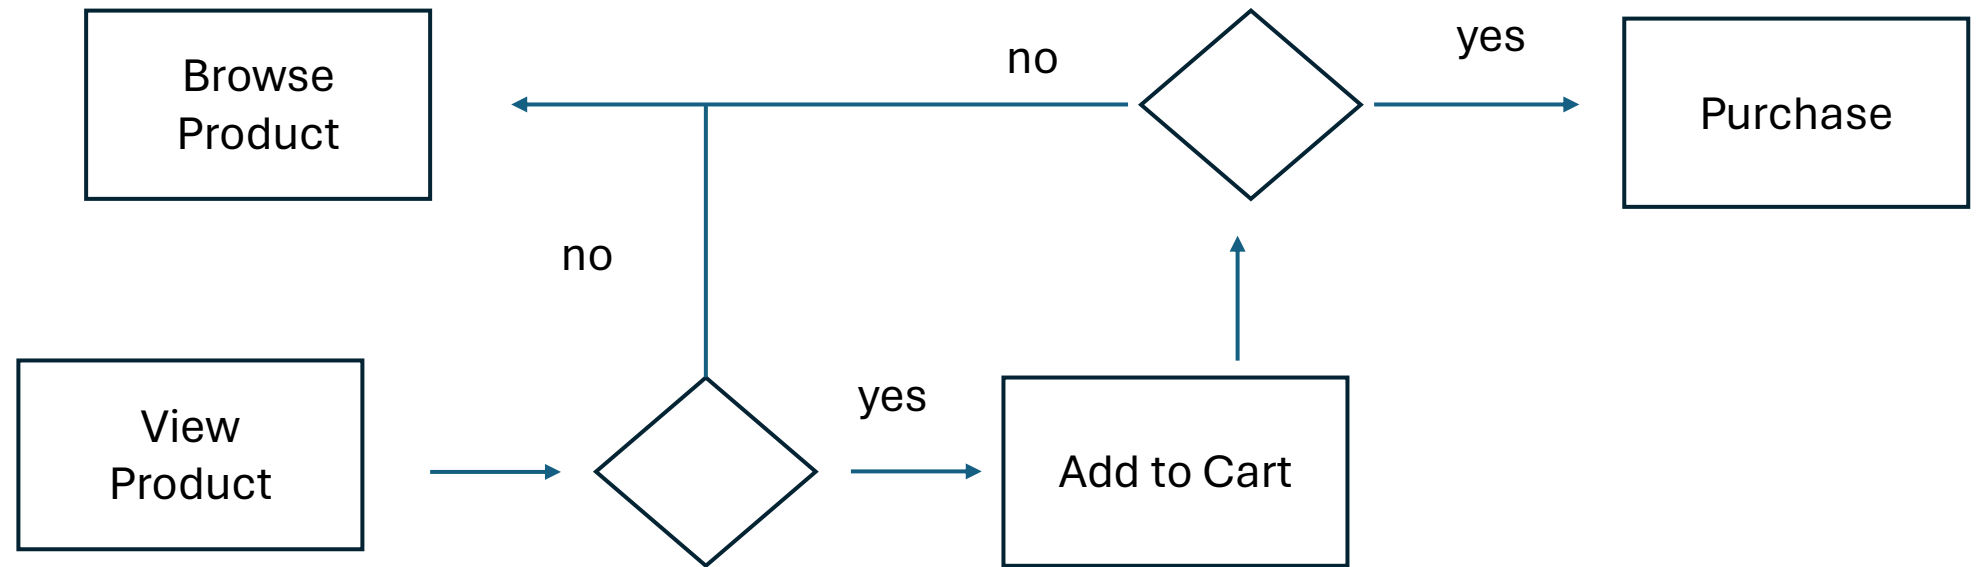 Browse
Product
no
yes
Purchase
no
View
Product
yes
Add to Cart